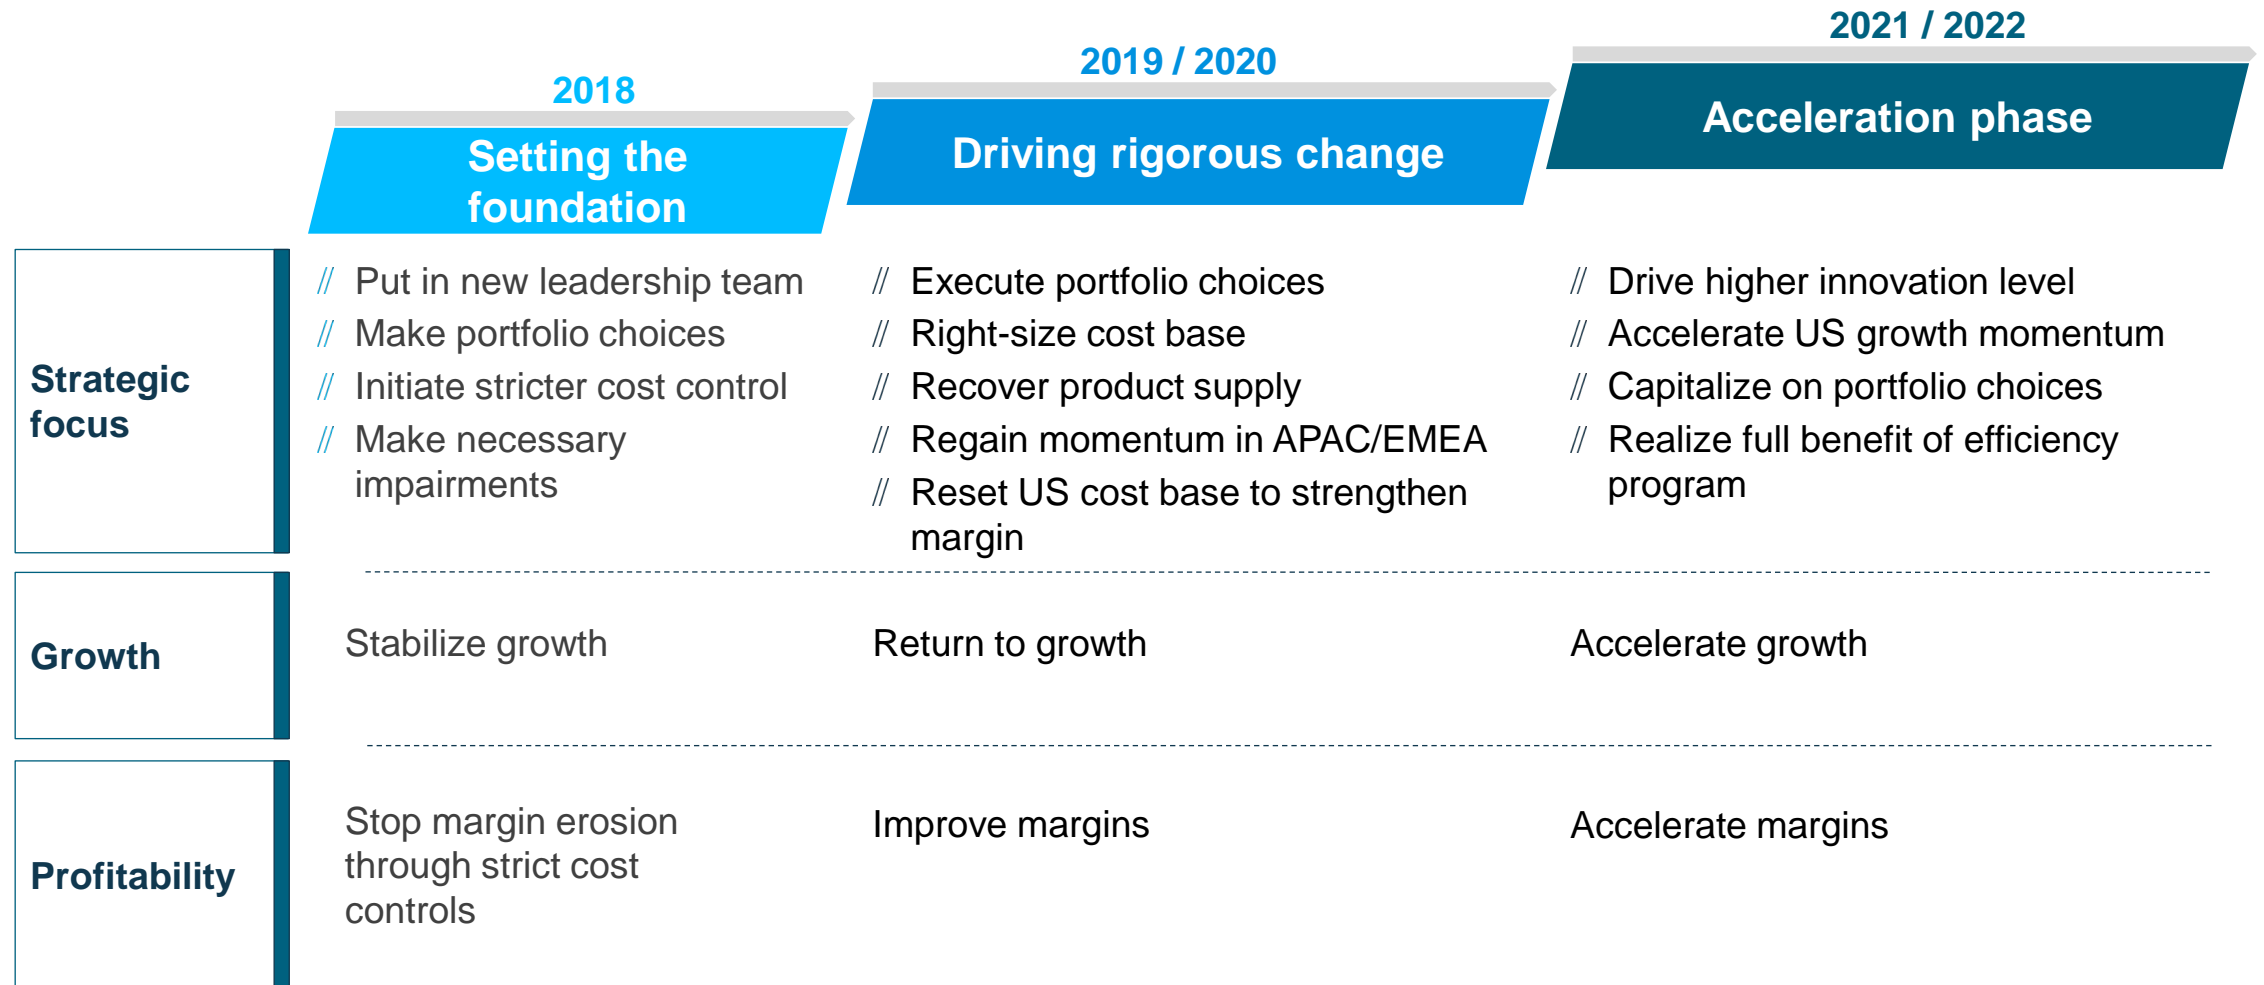 2018
2019 / 2020
2021 / 2022
Setting the
foundation
Driving rigorous change
Acceleration phase
Strategic
focus
// Put in new leadership team
// Make portfolio choices
// Initiate stricter cost control
// Make necessary
impairments
// Execute portfolio choices
// Right-size cost base
// Recover product supply
// Regain momentum in APAC/EMEA
// Reset US cost base to strengthen
margin
// Drive higher innovation level
// Accelerate US growth momentum
// Capitalize on portfolio choices
// Realize full benefit of efficiency
program
Growth
Stabilize growth
Return to growth
Accelerate growth
Profitability
Stop margin erosion
through strict cost
controls
Improve margins
Accelerate margins